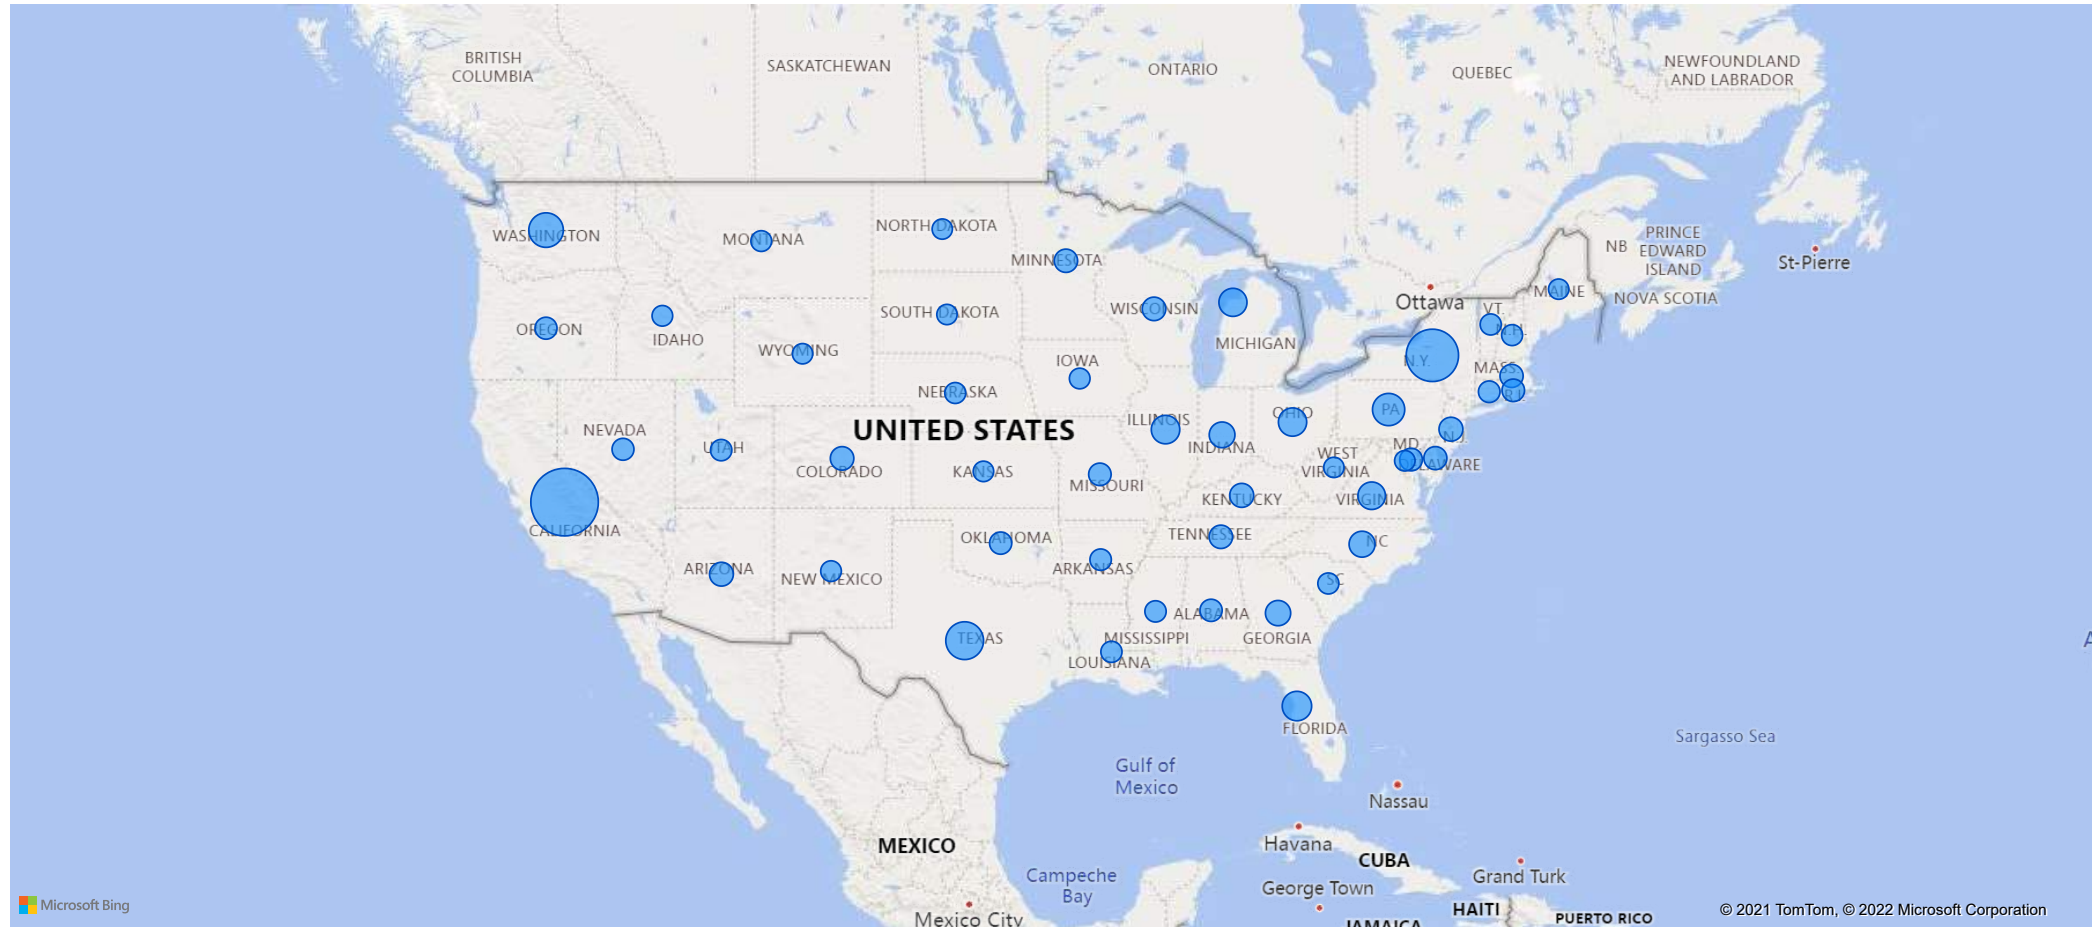 BRITISH
COLUMBIA
SASKATCHEWAN
ONTARIO
QUEBEC
NEWFOUNDLAND
AND LABRADOR
WASHINGTON
MONTANA
NORTH DAKOTA
MINNESOTA
NB
PRINCE
EDWARD
ISLAND
St-Pierre
OREGON
IDAHO
SOUTH DAKOTA
WISCONSIN
MICHIGAN
Ottawa
MAINE
NOVA SCOTIA
VT.
N.H.
WYOMING
IOWA
N.Y.
MASS.
NEBRASKA
R.I.
NEVADA
UTAH
COLORADO
UNITED STATES
KANSAS
MISSOURI
ILLINOIS
INDIANA
OHIO
PA
N.J.
MD
DELAWARE
WEST
VIRGINIA
KENTUCKY
VIRGINIA
CALIFORNIA
ARIZONA
NEW MEXICO
OKLAHOMA
ARKANSAS
TENNESSEE
NC
SC
TEXAS
LOUISIANA
MISSISSIPPI
ALABAMA
GEORGIA
FLORIDA
Gulf of
Mexico
Sargasso Sea
Nassau
Havana
CUBA
MEXICO
Campeche
Bay
Mexico City
George Town
Grand Turk
JAMAICA
HAITI
PUERTO RICO
Microsoft Bing
© 2021 TomTom, © 2022 Microsoft Corporation